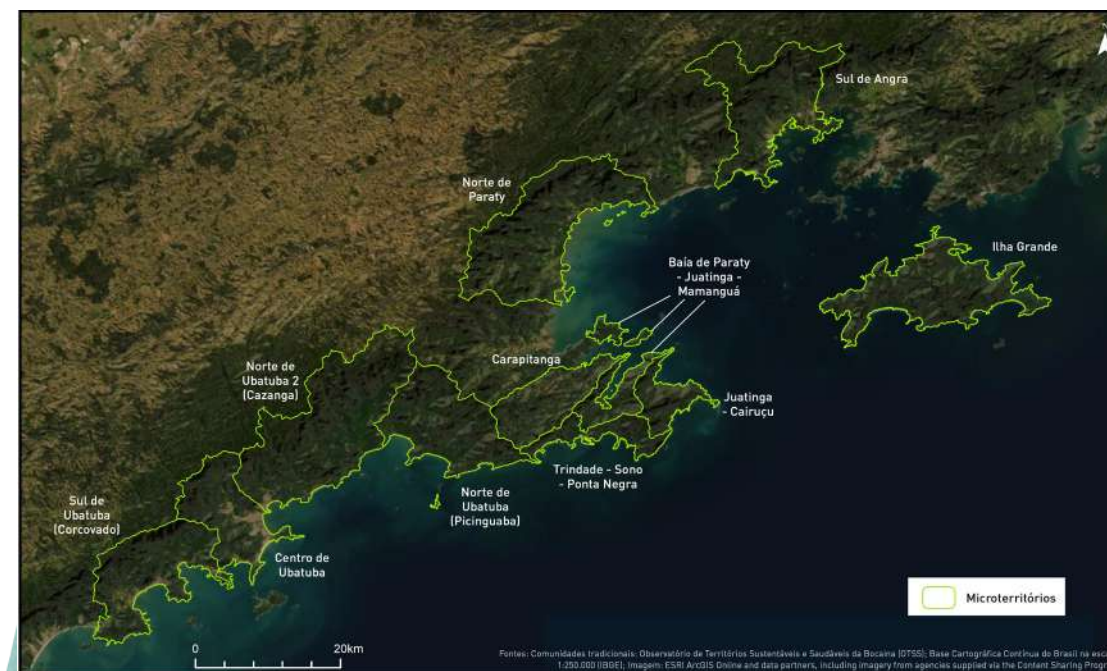 Sul de Angra
Norte de
Paraty
Ilha Grande
Baía de Paraty
- Juatinga -
Mamanguá
Carapitanga
Norte de
Ubatuba 2
(Cazanga)
Juatinga
- Cairuçu
Trindade - Sono
- Ponta Negra
Sul de
Ubatuba
(Corcovado)
Norte de
Ubatuba
(Picinguaba)
Centro de
Ubatuba
Microterritórios
0 20km
Fontes: Comunidades tradicionais: Observatório de Territórios Sustentáveis e Saudáveis da Bocaina (OTSS); Base Cartográfica Contínua do Brasil na
1:250.000 (IBGE); Imagem: ESRI ArcGIS Online and data partners, including imagery from agencies supplied via the Content Sharing